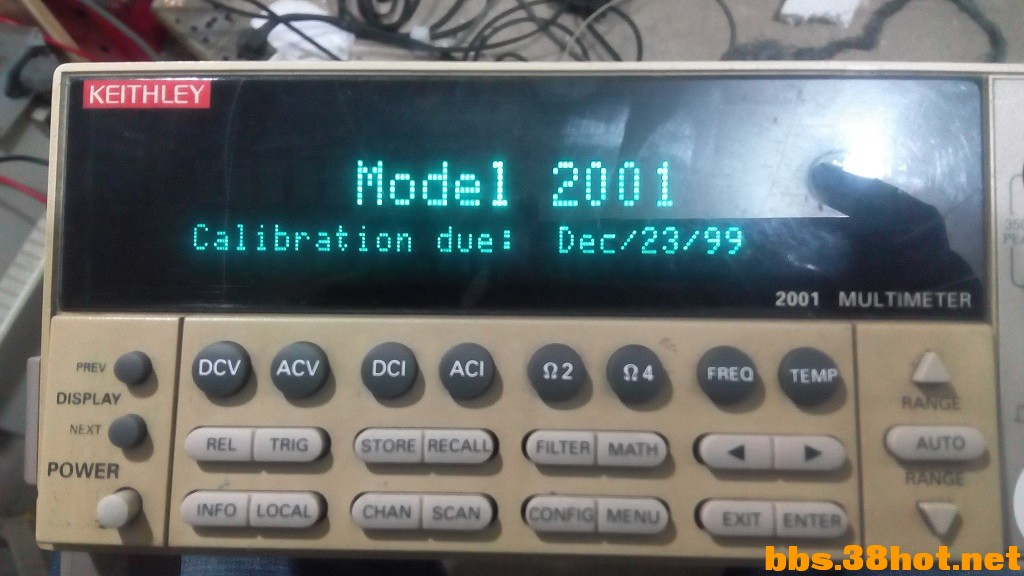 KEITHLEY
Model 2001
Calibration due: Dec/23/99
2001 MULTIMETER
PREV
DISPLAY
NEXT
POWER
DCV ACV DCI ACI Ω2 Ω4 FREQ TEMP
REL TRIG STORE RECALL FILTER MATH ◀ ▶
INFO LOCAL CHAN SCAN CONFIG MENU EXIT ENTER
RANGE
AUTO
RANGE
bbs.38hot.net